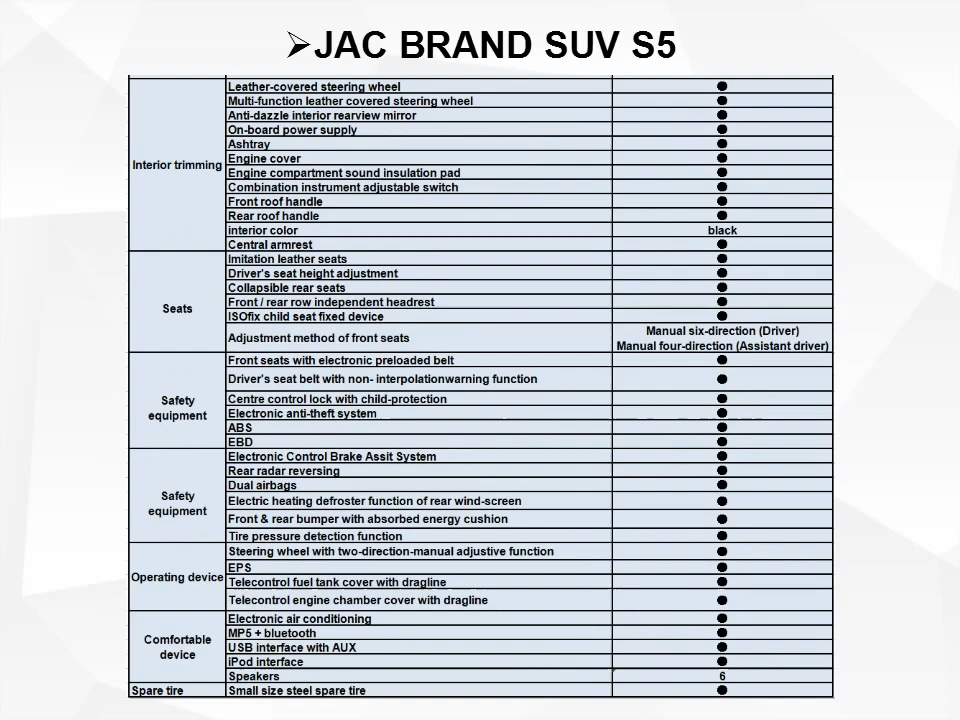 ➢JAC BRAND SUV S5
Leather-covered steering wheel ●
Multi-function leather covered steering wheel ●
Anti-dazzle interior rearview mirror ●
On-board power supply ●
Ashtray ●
Engine cover ●
Interior trimming
Engine compartment sound insulation pad ●
Combination instrument adjustable switch ●
Front roof handle ●
Rear roof handle ●
interior color black
Central armrest ●
Imitation leather seats ●
Driver's seat height adjustment ●
Collapsible rear seats ●
Seats
Front / rear row independent headrest ●
ISOfix child seat fixed device ●
Adjustment method of front seats
Manual six-direction (Driver)
Manual four-direction (Assistant driver)
Front seats with electronic preloaded belt ●
Driver's seat belt with non- interpolationwarning function ●
Safety
equipment
Centre control lock with child-protection ●
Electronic anti-theft system ●
ABS ●
EBD ●
Electronic Control Brake Assit System ●
Rear radar reversing ●
Dual airbags ●
Safety
equipment
Electric heating defroster function of rear wind-screen ●
Front & rear bumper with absorbed energy cushion ●
Tire pressure detection function ●
Steering wheel with two-direction-manual adjustive function ●
EPS ●
Operating device
Telecontrol fuel tank cover with dragline ●
Telecontrol engine chamber cover with dragline ●
Electronic air conditioning ●
MP5 + bluetooth ●
Comfortable
device
USB interface with AUX ●
iPod interface ●
Speakers 6
Spare tire Small size steel spare tire ●